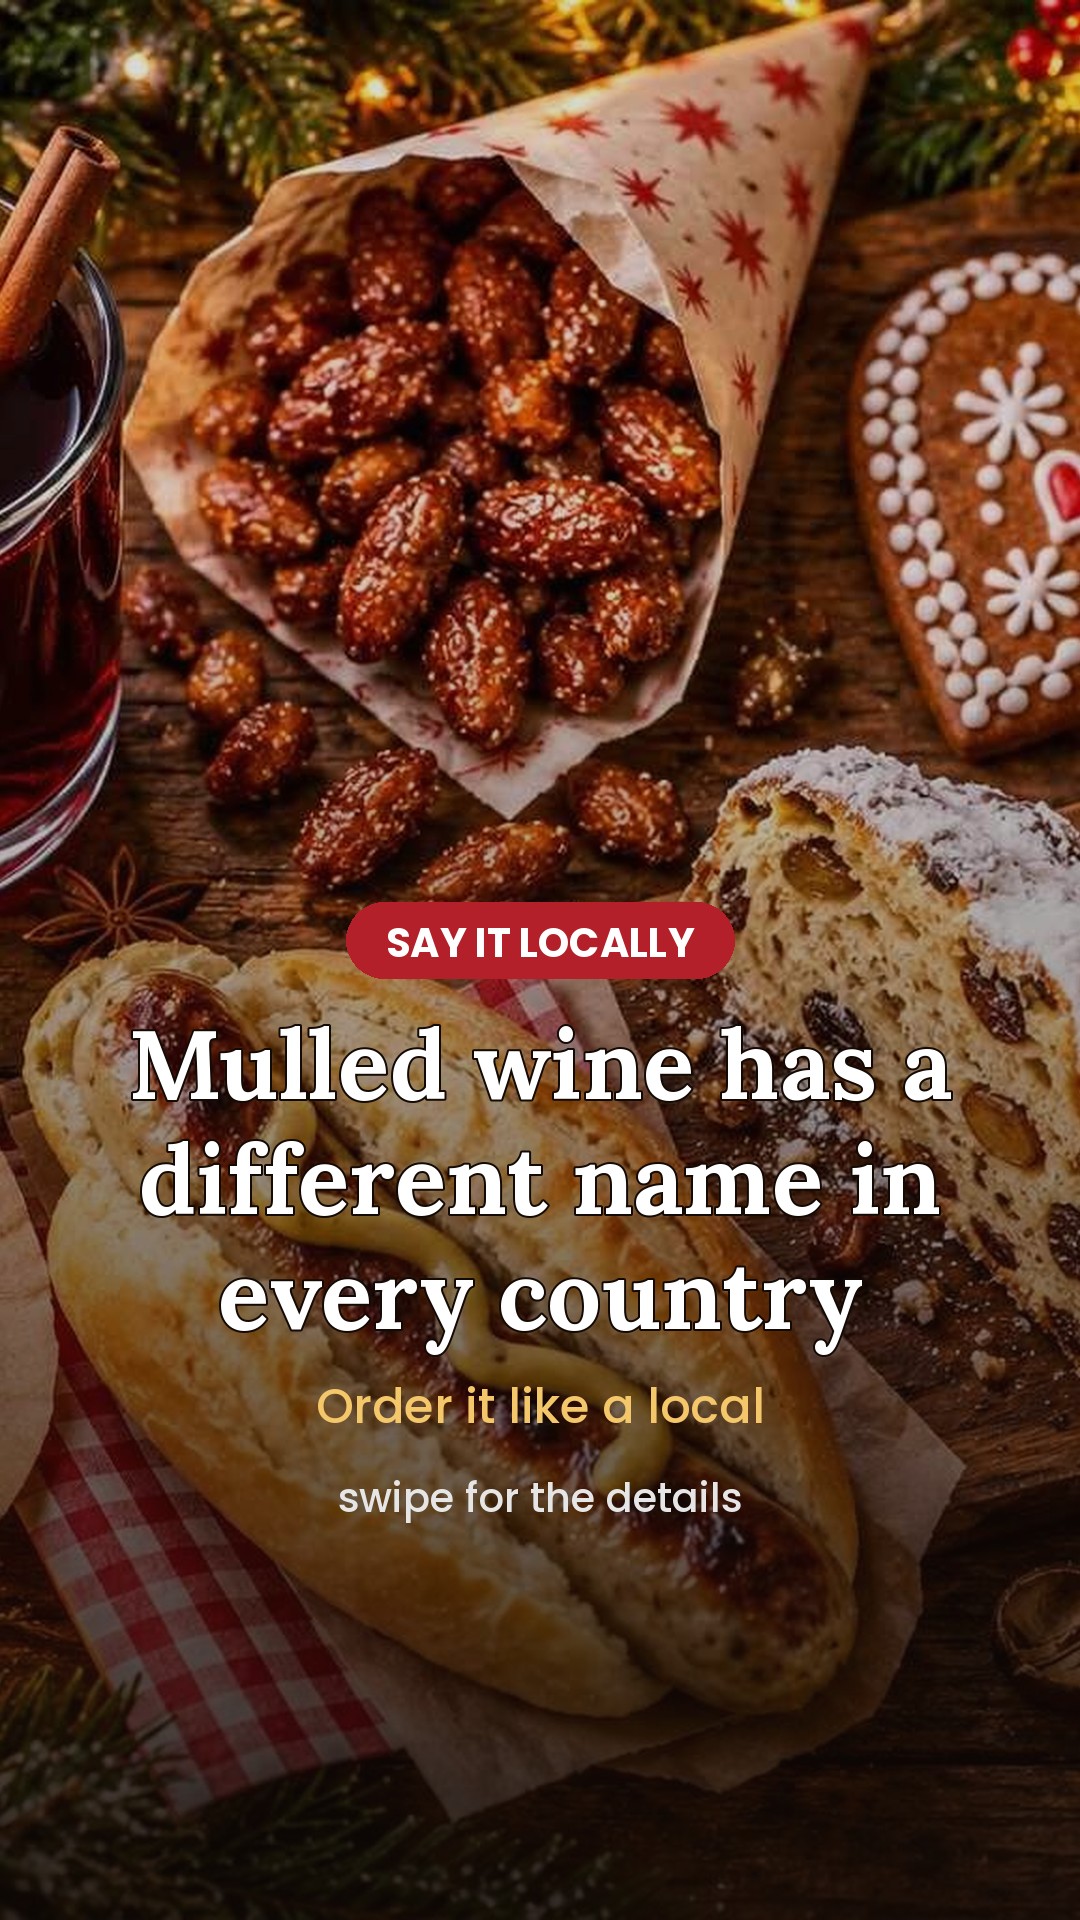 SAY IT LOCALLY
Mulled wine has a
different name in
every country
Order it like a local
swipe for the details